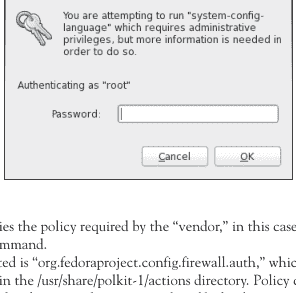 You are attempting to run "system-config-
language" which requires administrative
privileges, but more information is needed in
order to do so.
Authenticating as "root"
Password:
Cancel
OK
ies the policy required by the “vendor,” in this case
mmand.
ted is “org.fedoraproject.config.firewall.auth,” whic
in the /usr/share/polkit-1/actions directory. Policy c